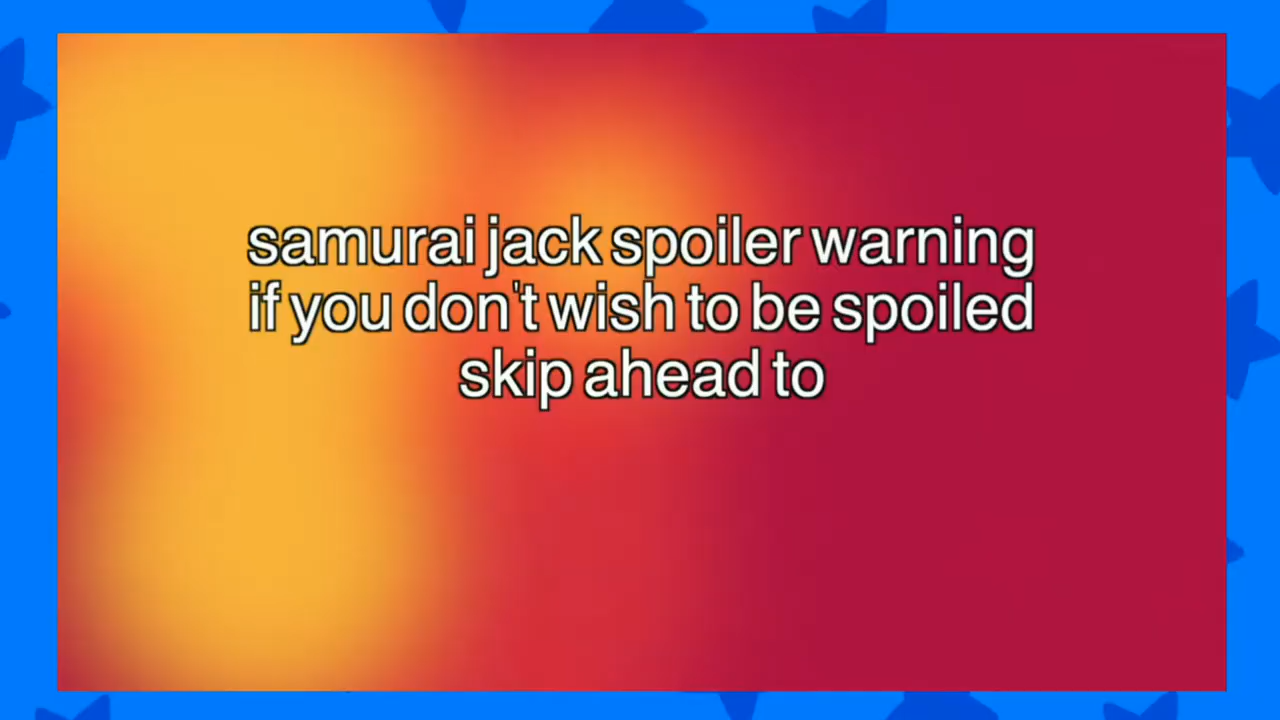 samurai jack spoiler warning
if you don't wish to be spoiled
skip ahead to